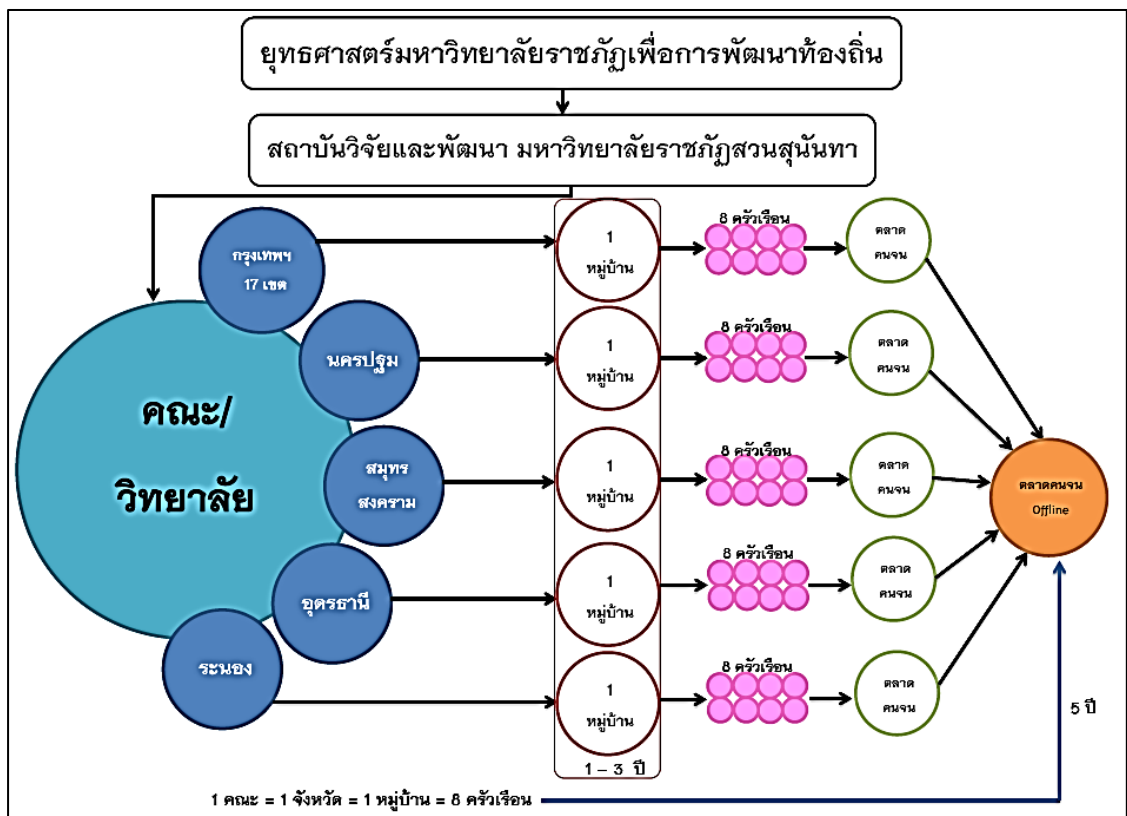 ยุทธศาสตร์มหาวิทยาลัยราชภัฏเพื่อการพัฒนาท้องถิ่น
สถาบันวิจัยและพัฒนา มหาวิทยาลัยราชภัฏสวนสุนันทา
คณะ/
วิทยาลัย
กรุงเทพฯ
17 เขต
1
หมู่บ้าน
8 ครัวเรือน
ตลาด
คนจน
นครปฐม
1
หมู่บ้าน
8 ครัวเรือน
ตลาด
คนจน
สมุทร
สงคราม
1
หมู่บ้าน
8 ครัวเรือน
ตลาด
คนจน
อุดรธานี
1
หมู่บ้าน
8 ครัวเรือน
ตลาด
คนจน
ระนอง
1
หมู่บ้าน
8 ครัวเรือน
ตลาด
คนจน
ตลาดคนจน
Offline
5 ปี
1 – 3 ปี
1 คณะ = 1 จังหวัด = 1 หมู่บ้าน = 8 ครัวเรือน